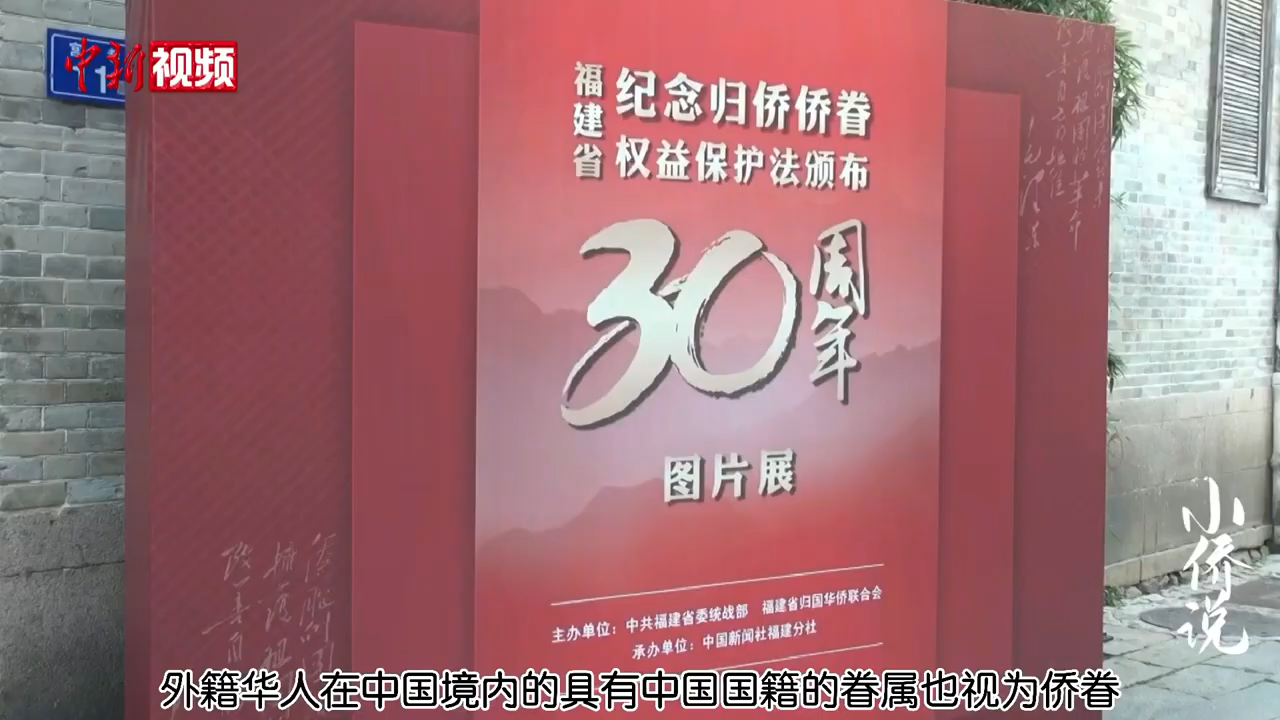 中新视频
福建省
纪念归侨侨眷
权益保护法颁布
30周年
图片展
主办单位：中共福建省委统战部 福建省归国华侨联合会
承办单位：中国新闻社福建分社
小侨说
外籍华人在中国境内的具有中国国籍的眷属也视为侨眷